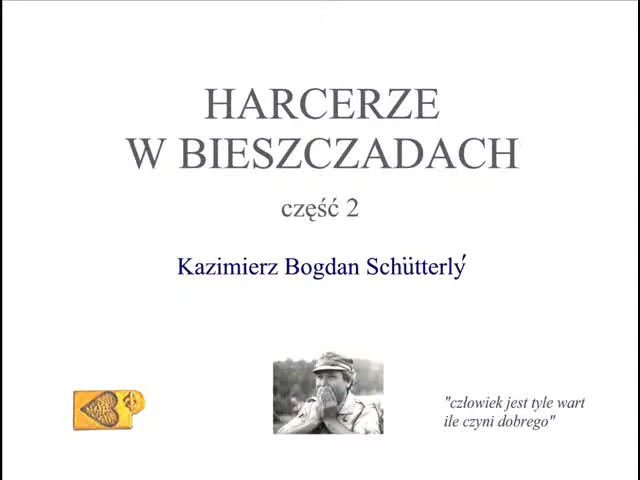 HARCERZE
W BIESZCZADACH
część 2
Kazimierz Bogdan Schütterlý
"człowiek jest tyle wart
ile czyni dobrego"